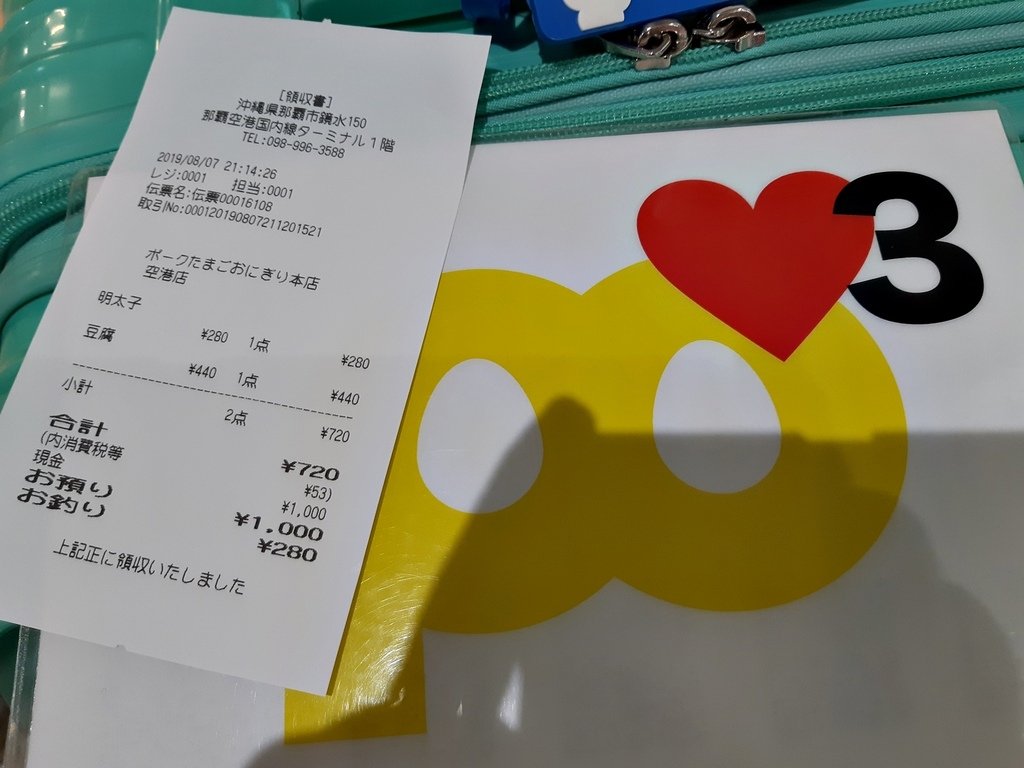 [領収書]
沖縄県那覇市鏡水150
那覇空港国内線ターミナル1階
TEL:098-996-3588
2019/08/07 21:14:26
レジ:0001 担当:0001
伝票名:伝票00016108
取引No:000120190807211201521
ポークたまごおにぎり本店
空港店
明太子
¥280 1点 ¥280
豆腐
¥440 1点 ¥440
小計 2点 ¥720
合計 ¥720
(内消費税等 ¥53)
現金 ¥1,000
お預り ¥1,000
お釣り ¥280
上記正に領収いたしました
po
3